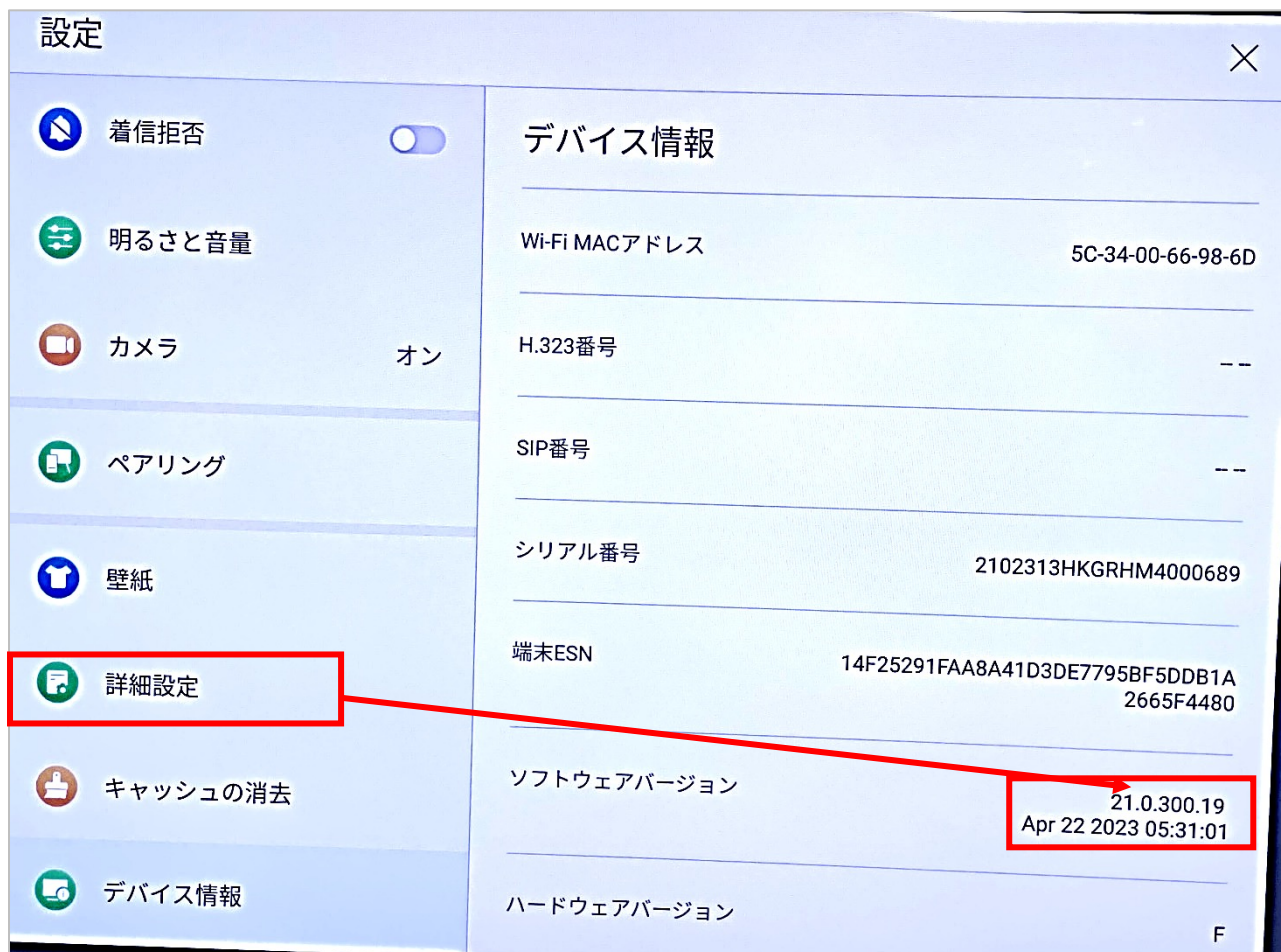 設定
着信拒否
明るさと音量
カメラ
オン
ペアリング
壁紙
詳細設定
キャッシュの消去
デバイス情報
デバイス情報
Wi-Fi MACアドレス
5C-34-00-66-98-6D
H.323番号
– –
SIP番号
– –
シリアル番号
2102313HKGRHM4000689
端末ESN
14F25291FAA8A41D3DE7795BF5DDB1A
2665F4480
ソフトウェアバージョン
21.0.300.19
Apr 22 2023 05:31:01
ハードウェアバージョン
F